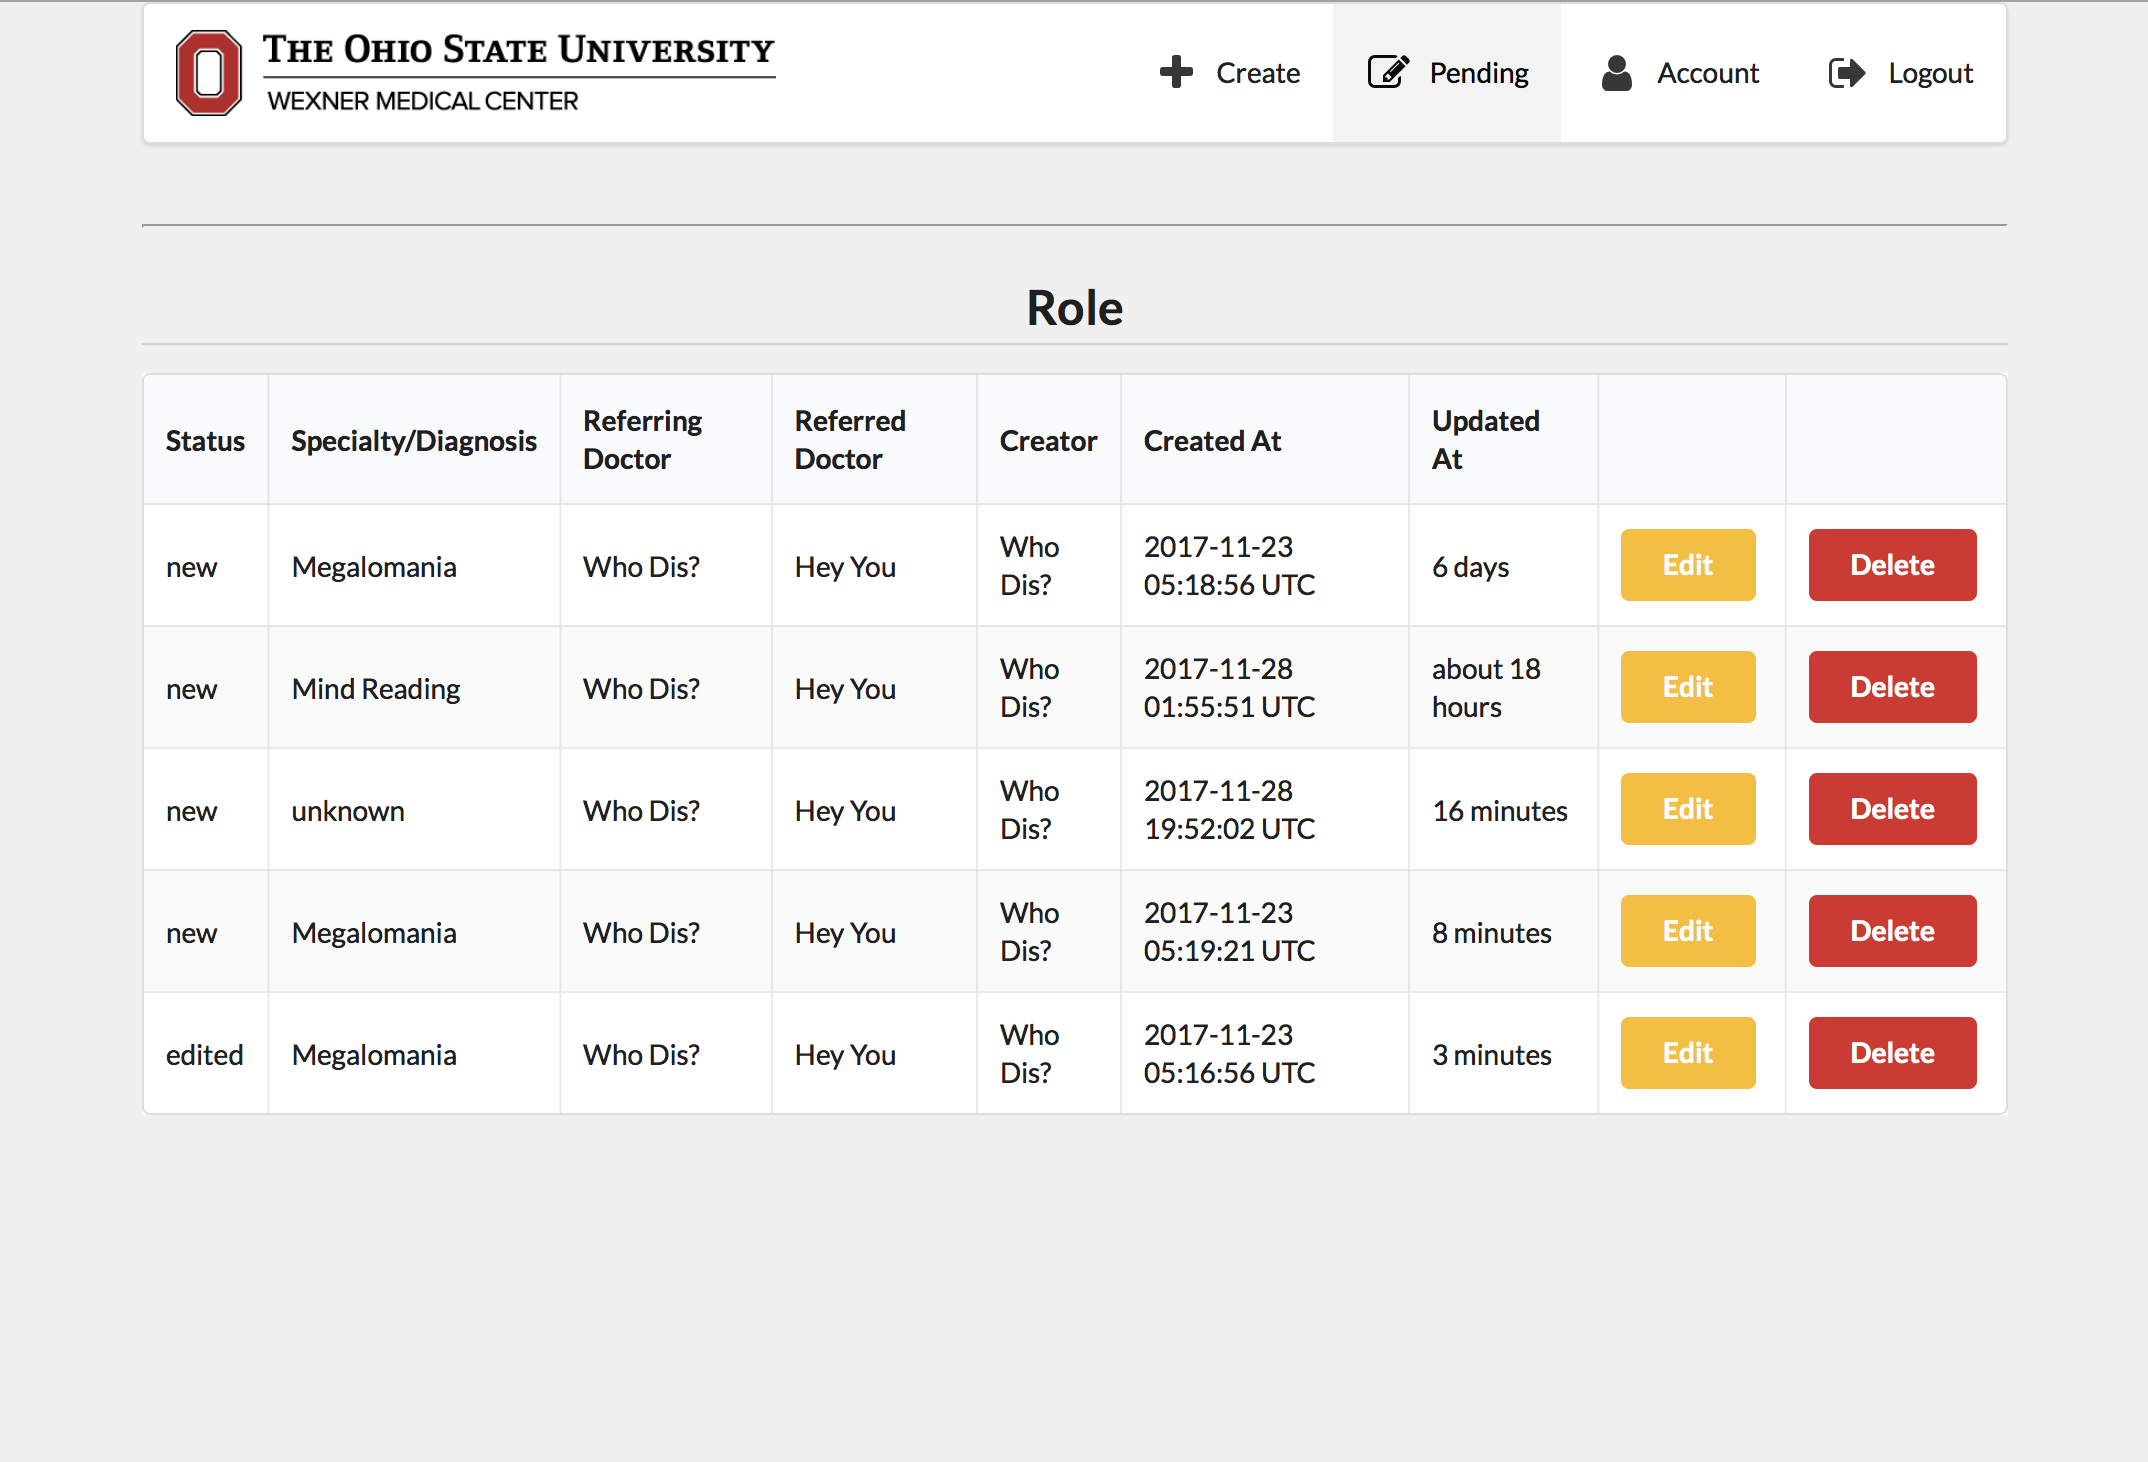 THE OHIO STATE UNIVERSITY
WEXNER MEDICAL CENTER
Create
Pending
Account
Logout
Role
Status Specialty/Diagnosis Referring Doctor Referred Doctor Creator Created At Updated At
new Megalomania Who Dis? Hey You Who Dis? 2017-11-23 05:18:56 UTC 6 days Edit Delete
new Mind Reading Who Dis? Hey You Who Dis? 2017-11-28 01:55:51 UTC about 18 hours Edit Delete
new unknown Who Dis? Hey You Who Dis? 2017-11-28 19:52:02 UTC 16 minutes Edit Delete
new Megalomania Who Dis? Hey You Who Dis? 2017-11-23 05:19:21 UTC 8 minutes Edit Delete
edited Megalomania Who Dis? Hey You Who Dis? 2017-11-23 05:16:56 UTC 3 minutes Edit Delete